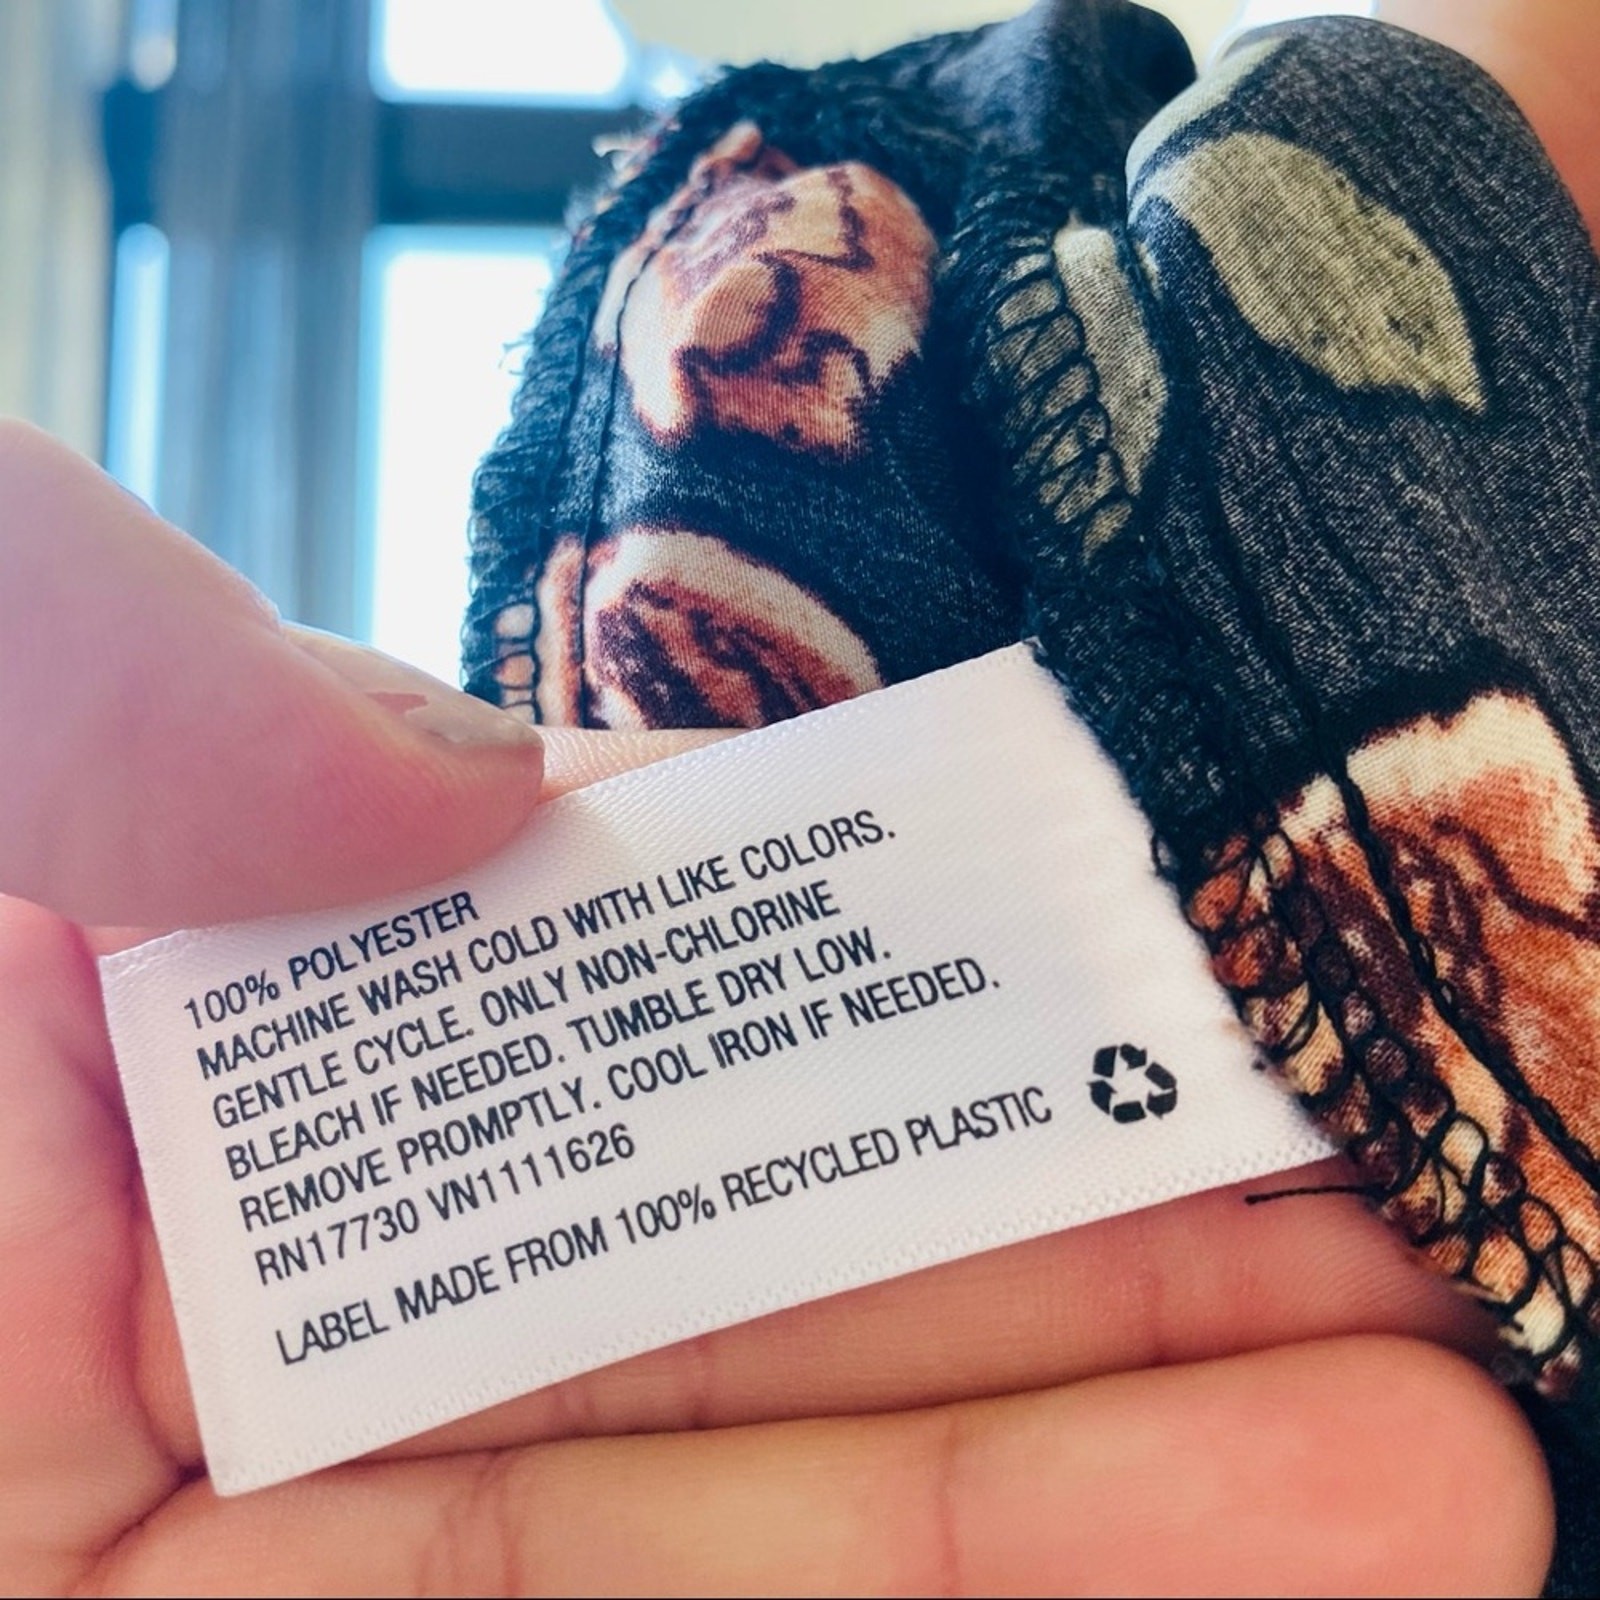 100% POLYESTER
MACHINE WASH COLD WITH LIKE COLORS.
GENTLE CYCLE. ONLY NON-CHLORINE
BLEACH IF NEEDED. TUMBLE DRY LOW.
REMOVE PROMPTLY. COOL IRON IF NEEDED.
RN17730 VN1111626
LABEL MADE FROM 100% RECYCLED PLASTIC